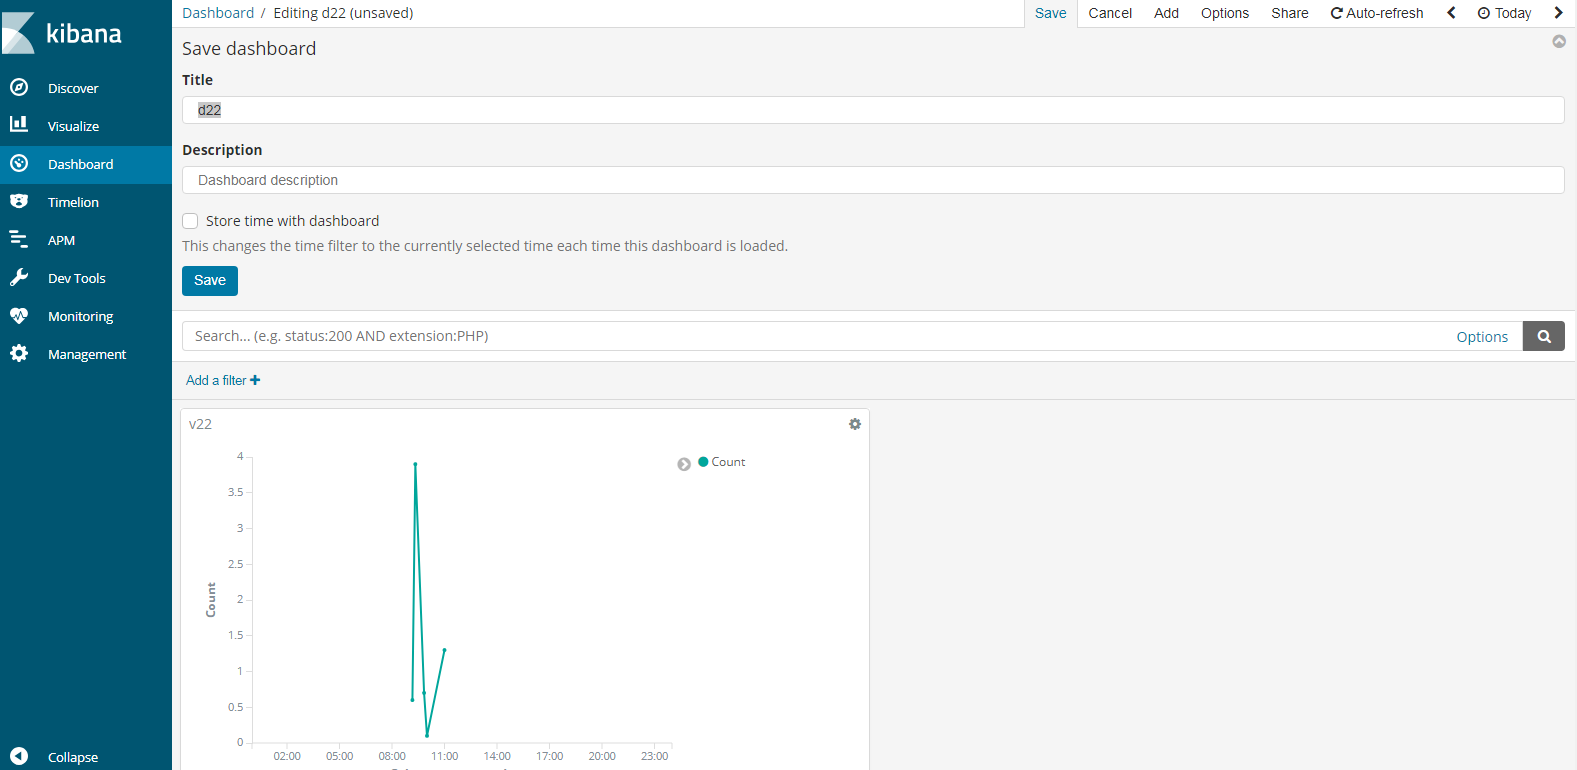 kibana
Discover
Visualize
Dashboard
Timelion
APM
Dev Tools
Monitoring
Management
Collapse
Dashboard / Editing d22 (unsaved)
Save Cancel Add Options Share Auto-refresh Today
Save dashboard
Title
d22
Description
Dashboard description
Store time with dashboard
This changes the time filter to the currently selected time each time this dashboard is loaded.
Save
Search... (e.g. status:200 AND extension:PHP) Options
Add a filter
v22
Count
4
3.5
3
2.5
2
1.5
1
0.5
0
Count
02:00 05:00 08:00 11:00 14:00 17:00 20:00 23:00